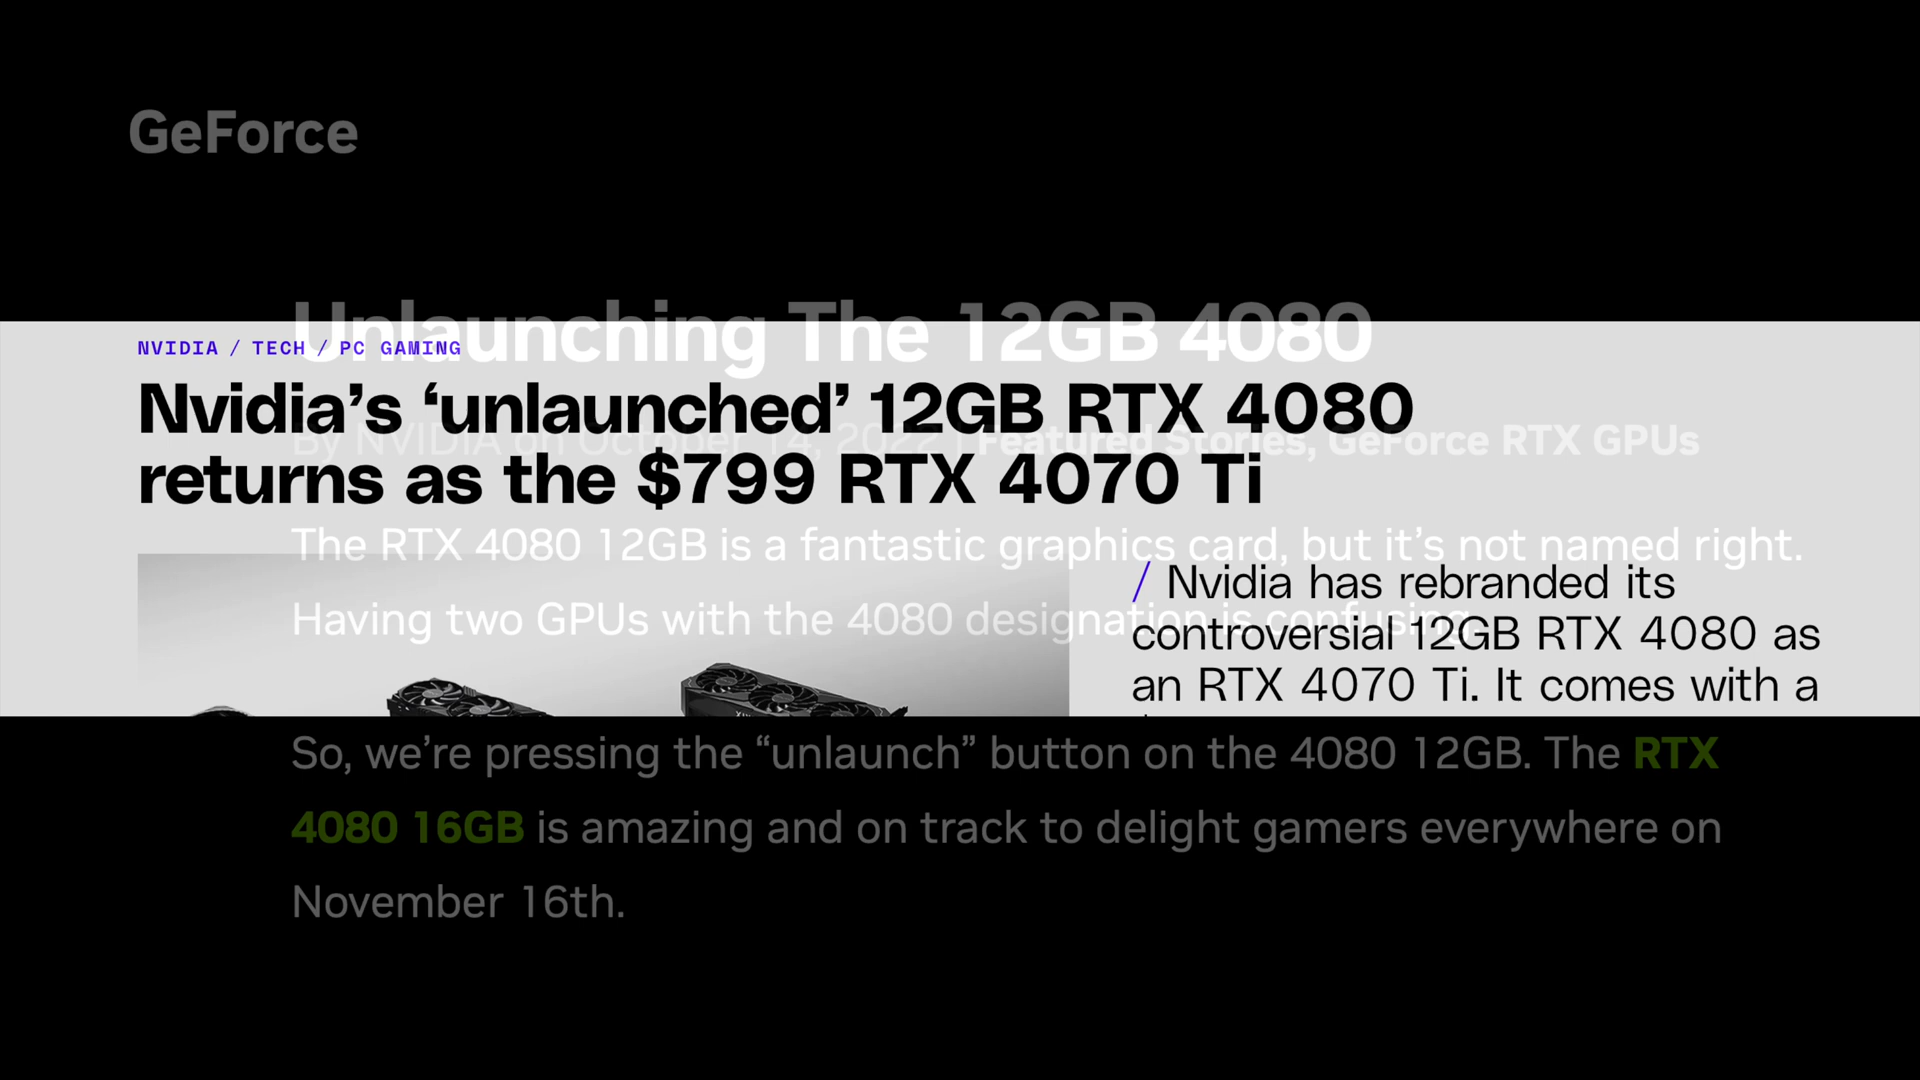 GeForce
Unlaunching The 12GB 4080
NVIDIA / TECH / PC GAMING
Nvidia’s ‘unlaunched’ 12GB RTX 4080
By NVIDIA on October 14, 2022 | Featured Stories, GeForce RTX GPUs
returns as the $799 RTX 4070 Ti
The RTX 4080 12GB is a fantastic graphics card, but it’s not named right.
/ Nvidia has rebranded its
Having two GPUs with the 4080 designation is confusing.
controversial 12GB RTX 4080 as
an RTX 4070 Ti. It comes with a
So, we’re pressing the “unlaunch” button on the 4080 12GB. The RTX
4080 16GB is amazing and on track to delight gamers everywhere on
November 16th.